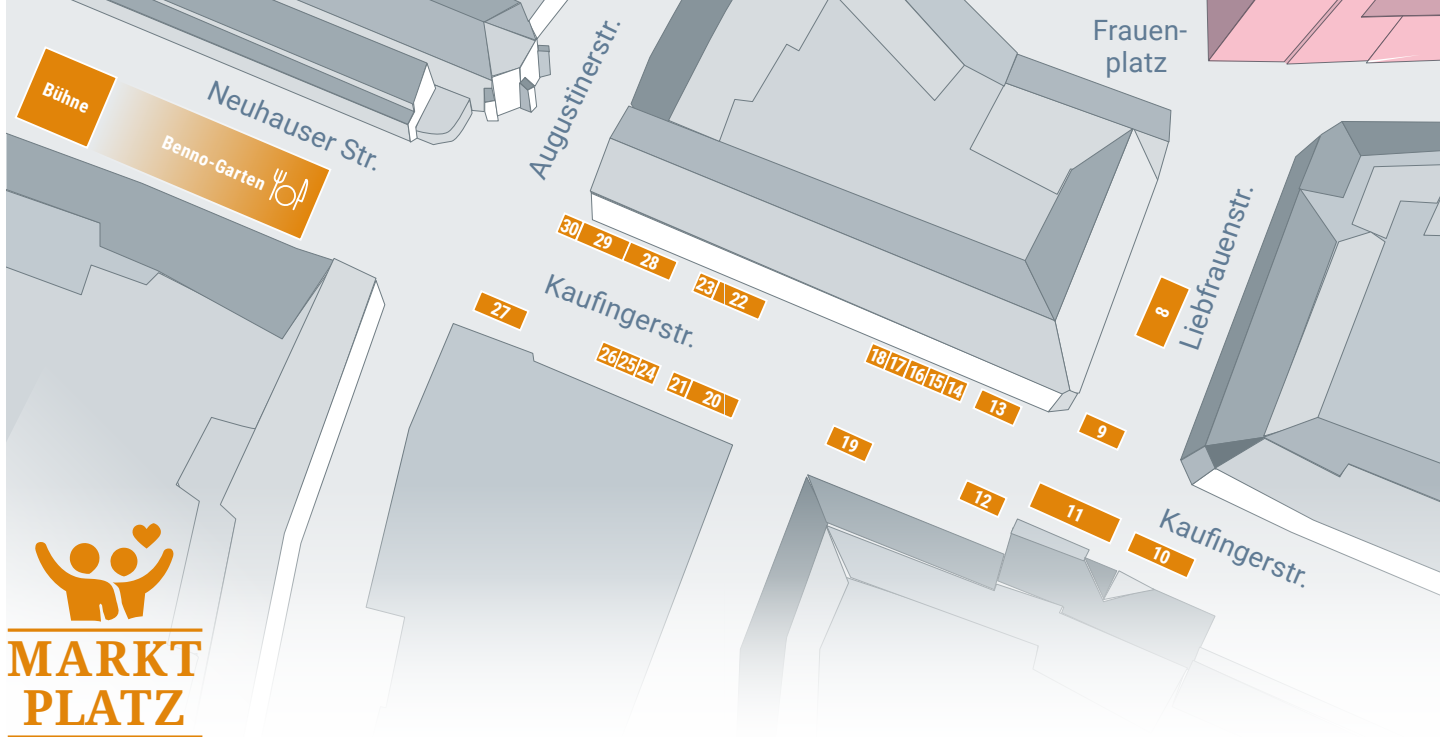 Frauen-
platz
Bühne
Neuhauser Str.
Augustinerstr.
Benno-Garten
Liebfrauenstr.
30
29
28
23
22
Kaufingerstr.
27
26
25
24
21
20
18
17
16
15
14
13
8
9
19
12
11
10
Kaufingerstr.
MARKT
PLATZ